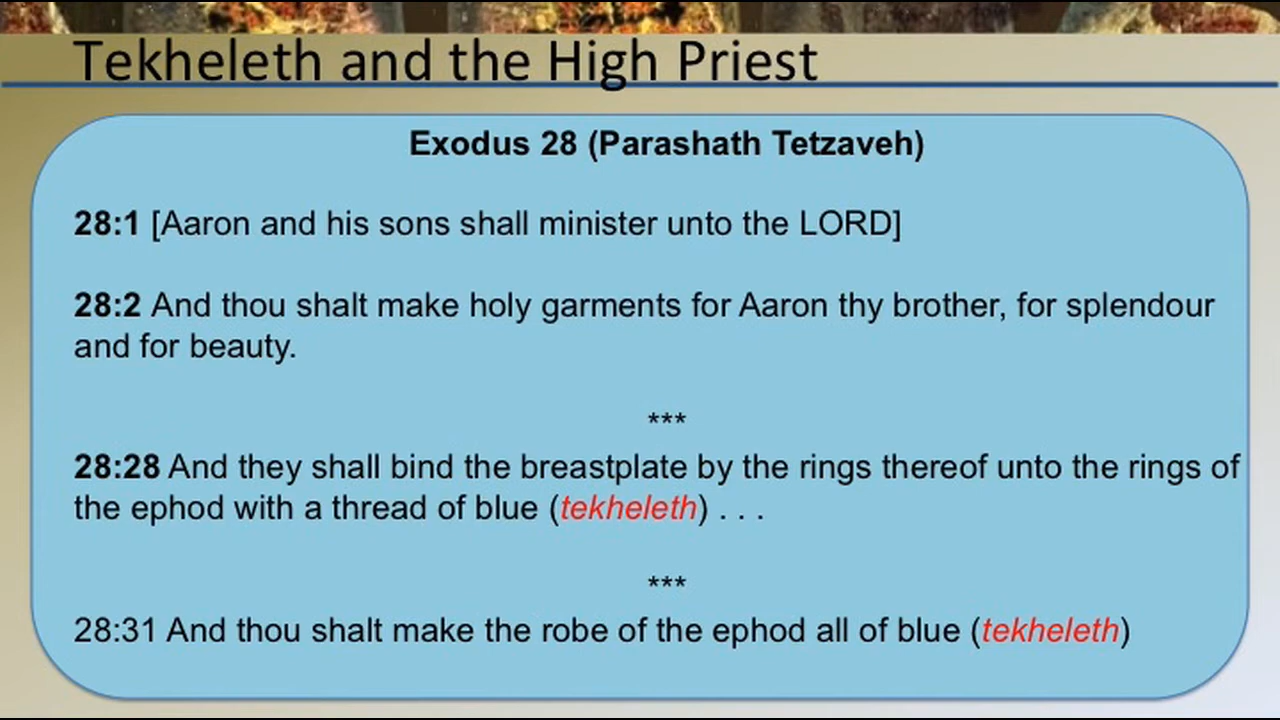 Tekheleth and the High Priest
Exodus 28 (Parashath Tetzaveh)
28:1 [Aaron and his sons shall minister unto the LORD]
28:2 And thou shalt make holy garments for Aaron thy brother, for splendour
and for beauty.
***
28:28 And they shall bind the breastplate by the rings thereof unto the rings of
the ephod with a thread of blue (tekheleth) . . .
***
28:31 And thou shalt make the robe of the ephod all of blue (tekheleth)